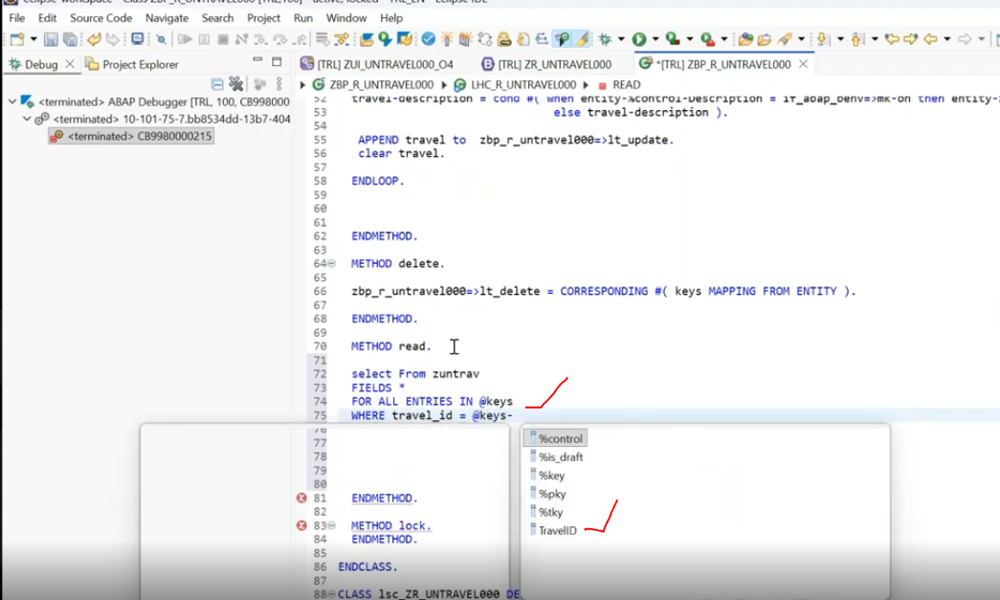 eclipse workspace - Class ZBP_R_UNTRAVEL000 [TRL,100] - active, locked - TRL_EN - Eclipse IDE
File Edit Source Code Navigate Search Project Run Window Help
Debug Project Explorer
[TRL] ZUI_UNTRAVEL000_O4 [TRL] ZR_UNTRAVEL000 *[TRL] ZBP_R_UNTRAVEL000
ZBP_R_UNTRAVEL000 LHC_R_UNTRAVEL000 READ
<terminated> ABAP Debugger [TRL, 100, CB998000
<terminated> 10-101-75-7.bb8534dd-13b7-404
<terminated> CB9980000215
52 travel-description = cond #( when entity-%control-Description = if_abap_behv=>mk-on then entity-
53 else travel-description ).
54
55 APPEND travel to zbp_r_untravel000=>lt_update.
56 clear travel.
57
58 ENDLOOP.
59
60
61
62 ENDMETHOD.
63
64 METHOD delete.
65
66 zbp_r_untravel000=>lt_delete = CORRESPONDING #( keys MAPPING FROM ENTITY ).
67
68 ENDMETHOD.
69
70 METHOD read.
71
72 select From zuntrav
73 FIELDS *
74 FOR ALL ENTRIES IN @keys
75 WHERE travel_id = @keys-
76
77
78
79
80
81 ENDMETHOD.
82
83 METHOD lock.
84 ENDMETHOD.
85
86 ENDCLASS.
87
88 CLASS lsc_ZR_UNTRAVEL000 DE
%control
%is_draft
%key
%pky
%tky
TravelID